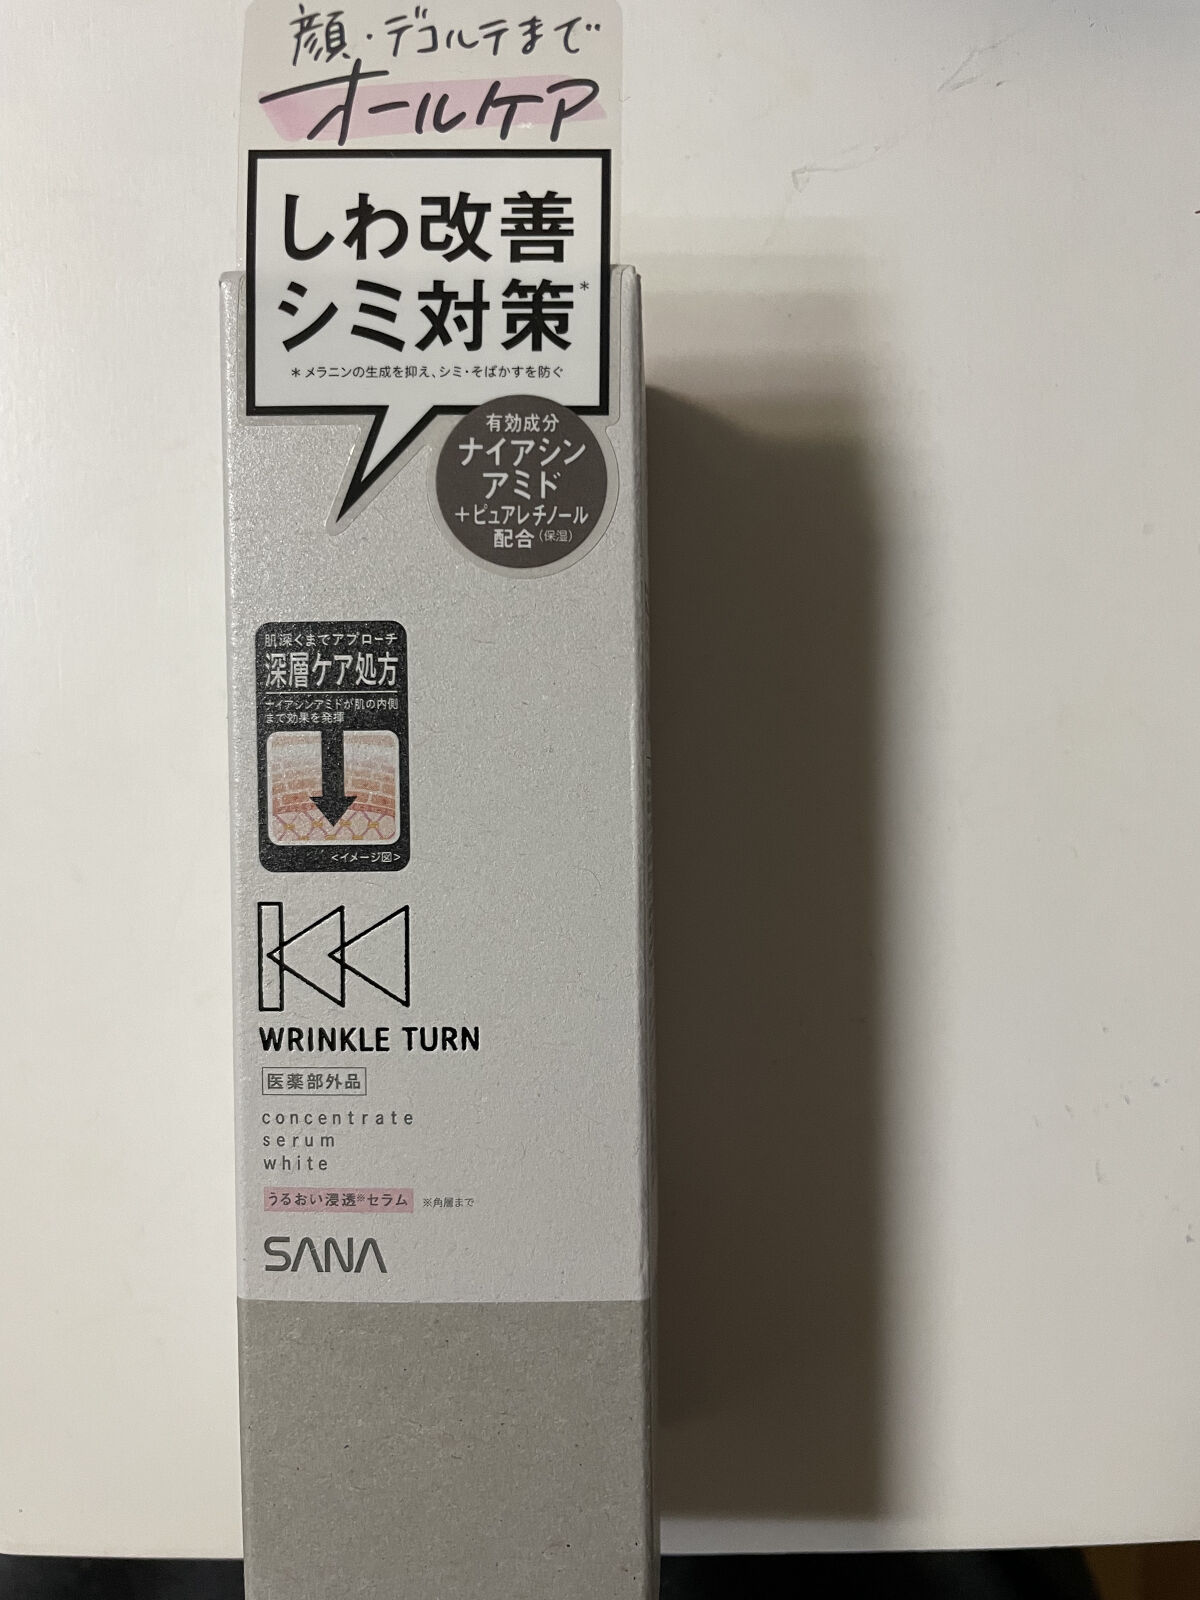 顔・デコルテまで
オールケア
しわ改善
シミ対策*
*メラニンの生成を抑え、シミ・そばかすを防ぐ
有効成分
ナイアシン
アミド
+ピュアレチノール
配合(保湿)
肌深くまでアプローチ
深層ケア処方
ナイアシンアミドが肌の内側
まで効果を発揮
<イメージ図>
WRINKLE TURN
医薬部外品
concentrate
serum
white
うるおい浸透※セラム ※角層まで
SANA